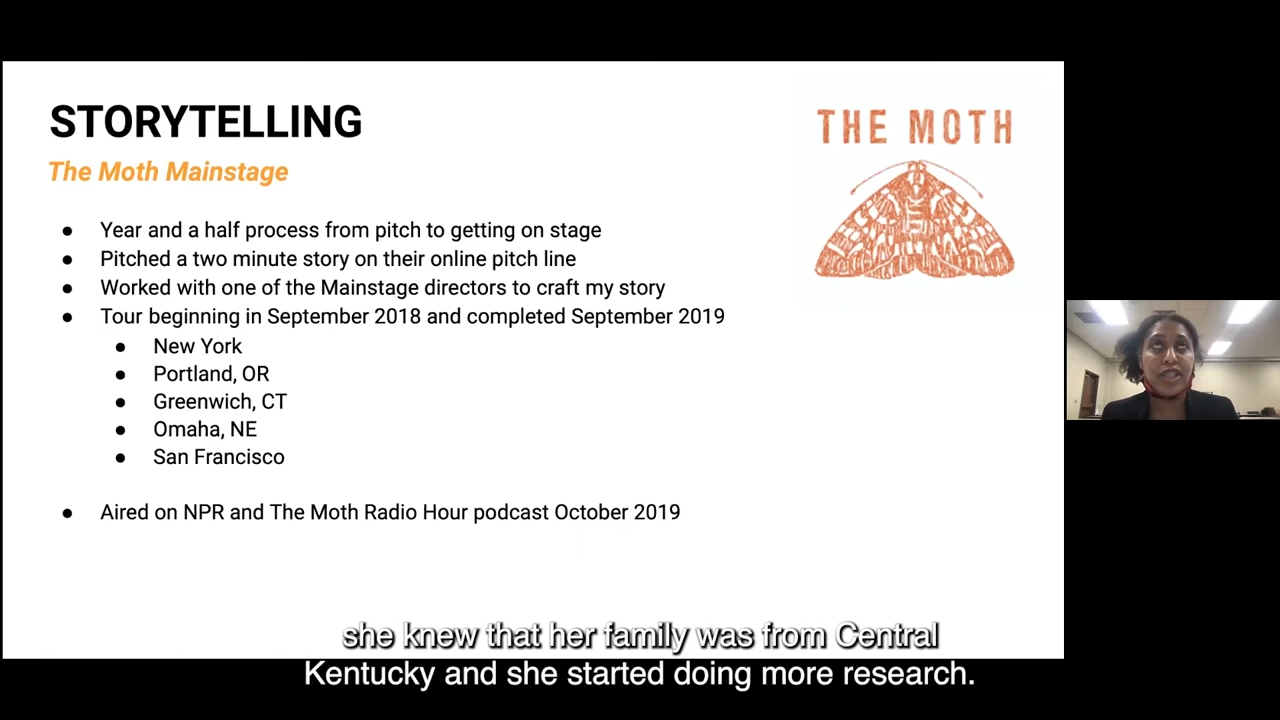 STORYTELLING
THE MOTH
The Moth Mainstage
● Year and a half process from pitch to getting on stage
● Pitched a two minute story on their online pitch line
● Worked with one of the Mainstage directors to craft my story
● Tour beginning in September 2018 and completed September 2019
● New York
● Portland, OR
● Greenwich, CT
● Omaha, NE
● San Francisco
● Aired on NPR and The Moth Radio Hour podcast October 2019
she knew that her family was from Central
Kentucky and she started doing more research.